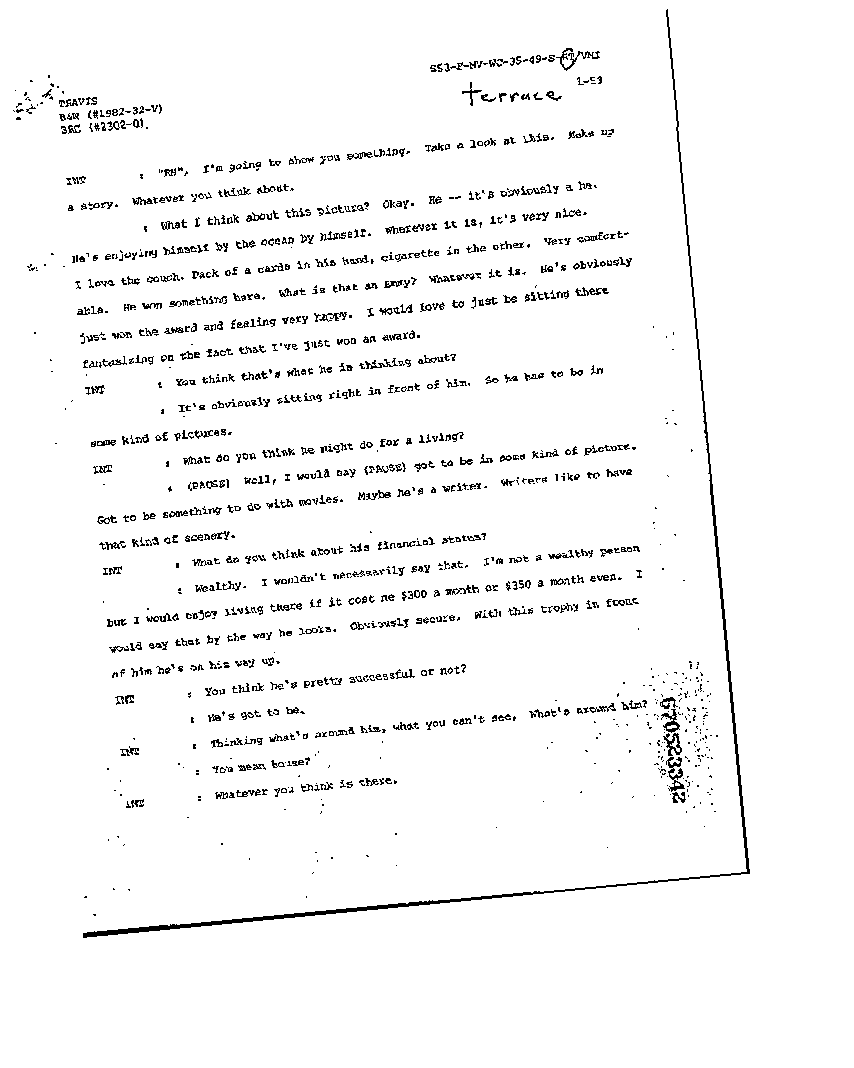 S53-F-NV-WC-35-49-S-RT/VMI
1-53
terrace
TRAVIS
B&W (#1982-32-V)
BRC (#2302-0).
INT : "RH", I'm going to show you something. Take a look at this. Make up
a story. Whatever you think about.
: What I think about this picture? Okay. He -- it's obviously a he.
He's enjoying himself by the ocean by himself. Wherever it is, it's very nice.
I love the couch. Pack of a cards in his hand, cigarette in the other. Very comfort-
able. He won something here. What is that an Emmy? Whatever it is. He's obviously
just won the award and feeling very happy. I would love to just be sitting there
fantasizing on the fact that I've just won an award.
INT : You think that's what he is thinking about?
: It's obviously sitting right in front of him. So he has to be in
some kind of pictures.
INT : What do you think he might do for a living?
: (PAUSE) Well, I would say (PAUSE) got to be in some kind of picture.
Got to be something to do with movies. Maybe he's a writer. Writers like to have
that kind of scenery.
INT : What do you think about his financial status?
: Wealthy. I wouldn't necessarily say that. I'm not a wealthy person
but I would enjoy living there if it cost me $300 a month or $350 a month even. I
would say that by the way he looks. Obviously secure. With this trophy in front
of him he's on his way up.
INT : You think he's pretty successful or not?
: He's got to be.
INT : Thinking what's around him, what you can't see. What's around him?
: You mean house?
INT : Whatever you think is there.
670523342